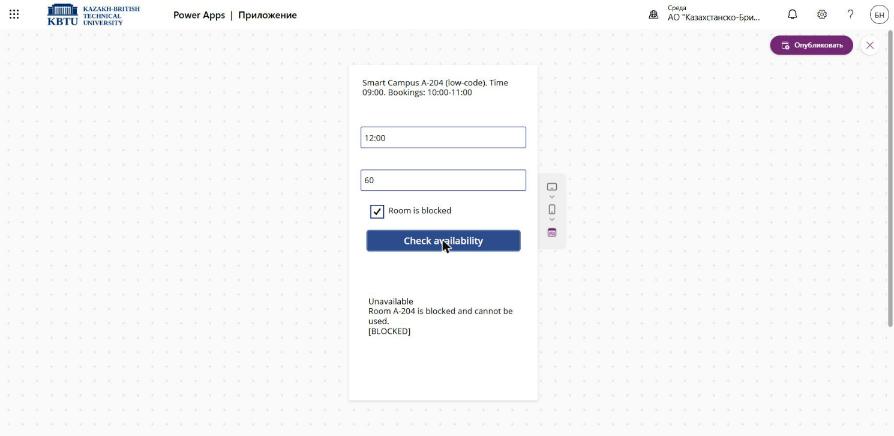 KAZAKH-BRITISH
TECHNICAL
UNIVERSITY
KBTU
Power Apps | Приложение
Среда
АО "Казахстанско-Бри...
?
БН
Опубликовать
Smart Campus A-204 (low-code). Time
09:00. Bookings: 10:00-11:00
12:00
60
Room is blocked
Check availability
Unavailable
Room A-204 is blocked and cannot be
used.
[BLOCKED]